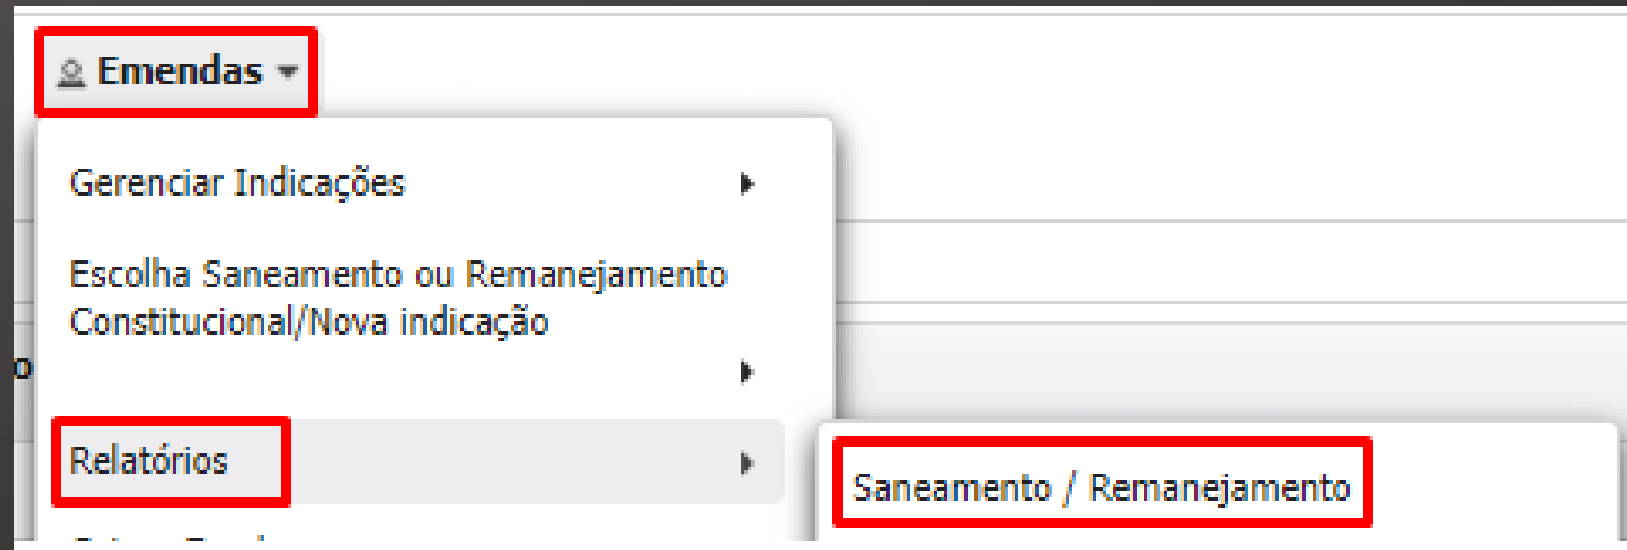 Emendas
Gerenciar Indicações
Escolha Saneamento ou Remanejamento
Constitucional/Nova indicação
o
Relatórios
Saneamento / Remanejamento